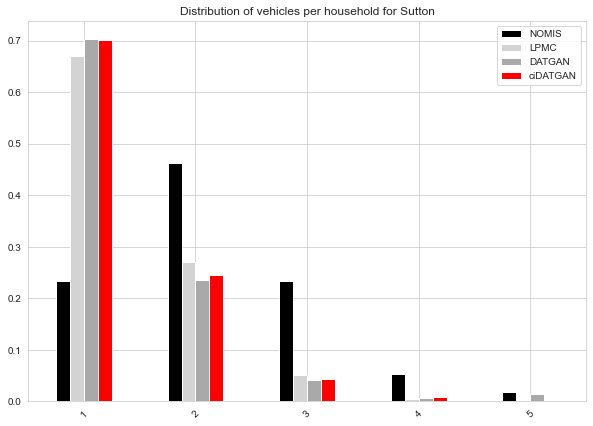 Distribution of vehicles per household for Sutton
NOMIS
LPMC
DATGAN
ciDATGAN
0.7
0.6
0.5
0.4
0.3
0.2
0.1
0.0
1
2
3
4
5